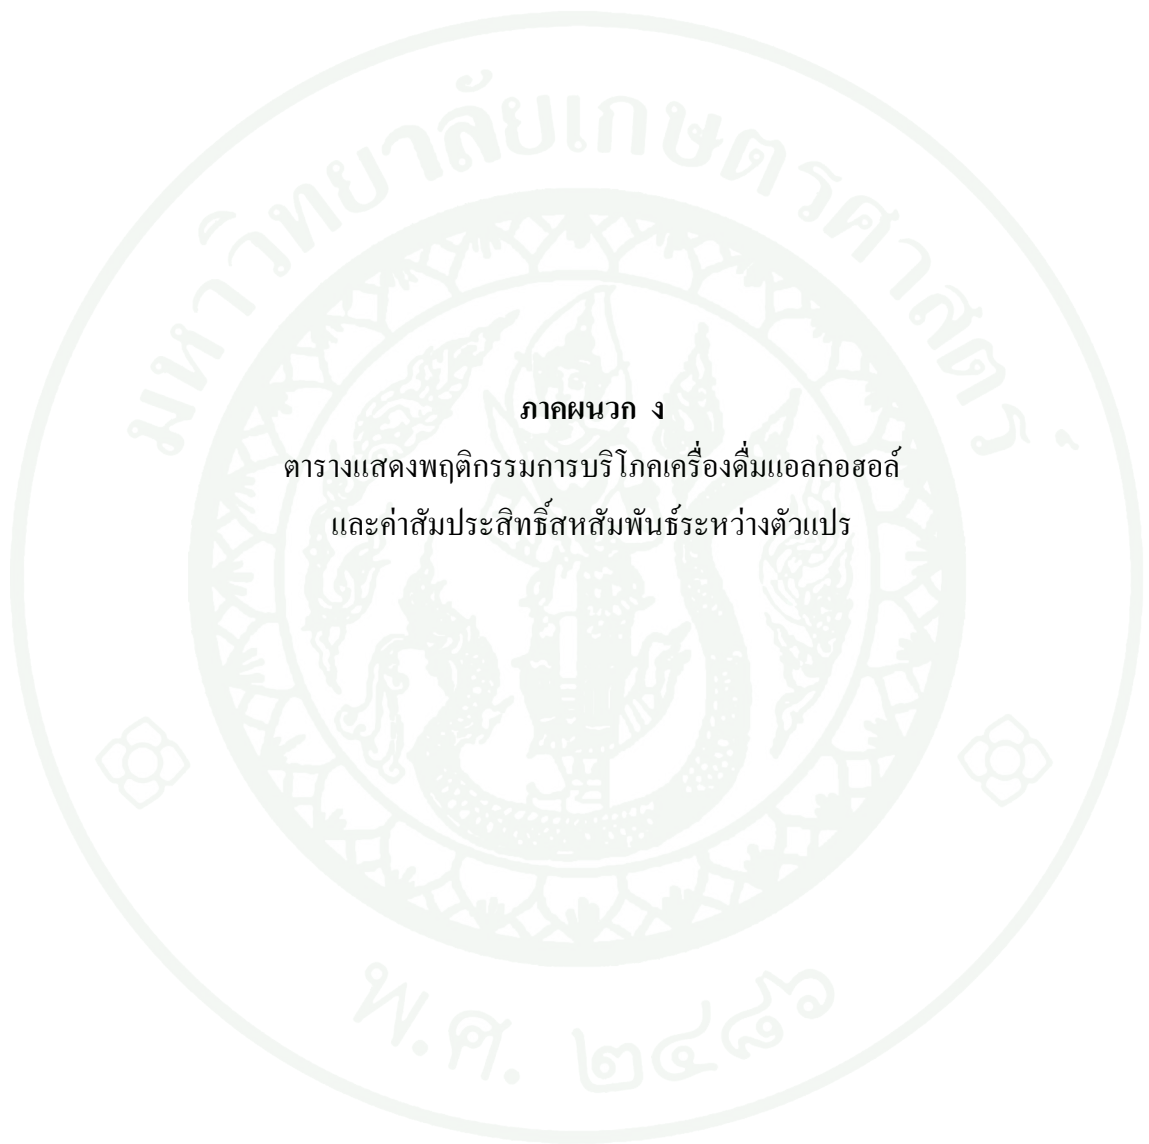 มหาวิทยาลัยเกษตรศาสตร์
ภาคผนวก ง
ตารางแสดงพฤติกรรมการบริโภคเครื่องดื่มแอลกอฮอล์
และค่าสัมประสิทธิ์สหสัมพันธ์ระหว่างตัวแปร
พ.ศ. ๒๔๘๖